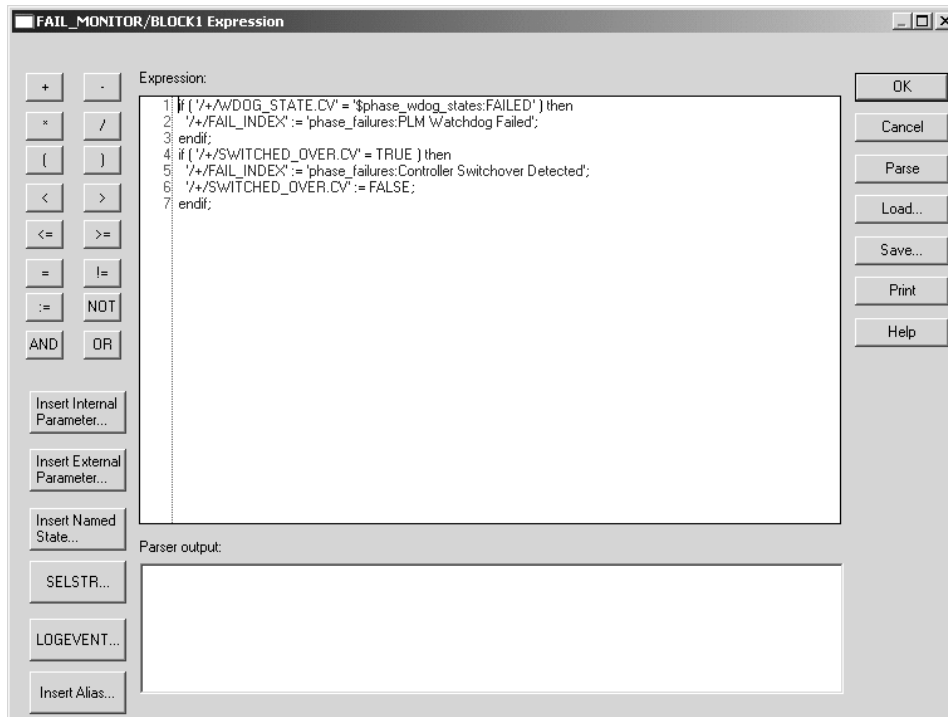 FAIL_MONITOR/BLOCK1 Expression
Expression:
+ -
* /
( )
< >
<= >=
= !=
:= NOT
AND OR
Insert Internal
Parameter...
Insert External
Parameter...
Insert Named
State...
SELSTR...
LOGEVENT...
Insert Alias...
1 if ( '/+/WDOG_STATE.CV' = '$phase_wdog_states:FAILED' ) then
2 '/+/FAIL_INDEX' := 'phase_failures:PLM Watchdog Failed';
3 endif;
4 if ( '/+/SWITCHED_OVER.CV' = TRUE ) then
5 '/+/FAIL_INDEX' := 'phase_failures:Controller Switchover Detected';
6 '/+/SWITCHED_OVER.CV' := FALSE;
7 endif;
Parser output:
OK
Cancel
Parse
Load...
Save...
Print
Help